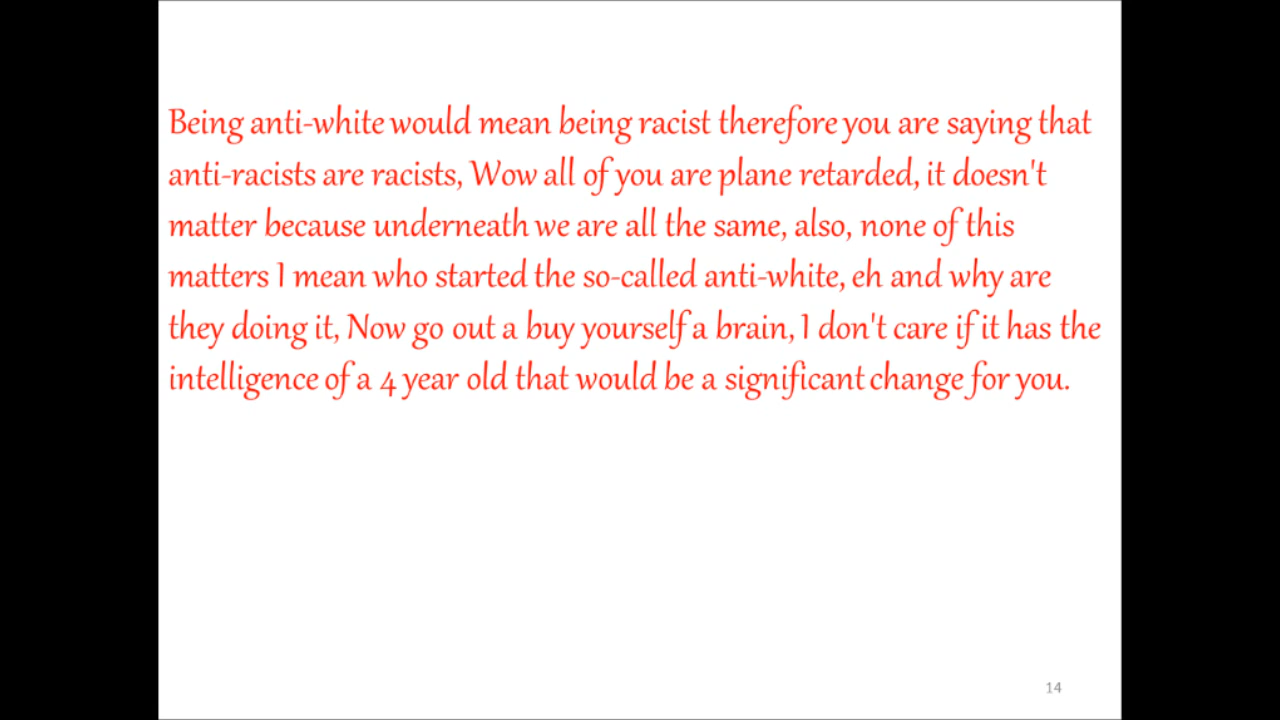 Being anti-white would mean being racist therefore you are saying that
anti-racists are racists, Wow all of you are plane retarded, it doesn't
matter because underneath we are all the same, also, none of this
matters I mean who started the so-called anti-white, eh and why are
they doing it, Now go out a buy yourself a brain, I don't care if it has the
intelligence of a 4 year old that would be a significant change for you.
14